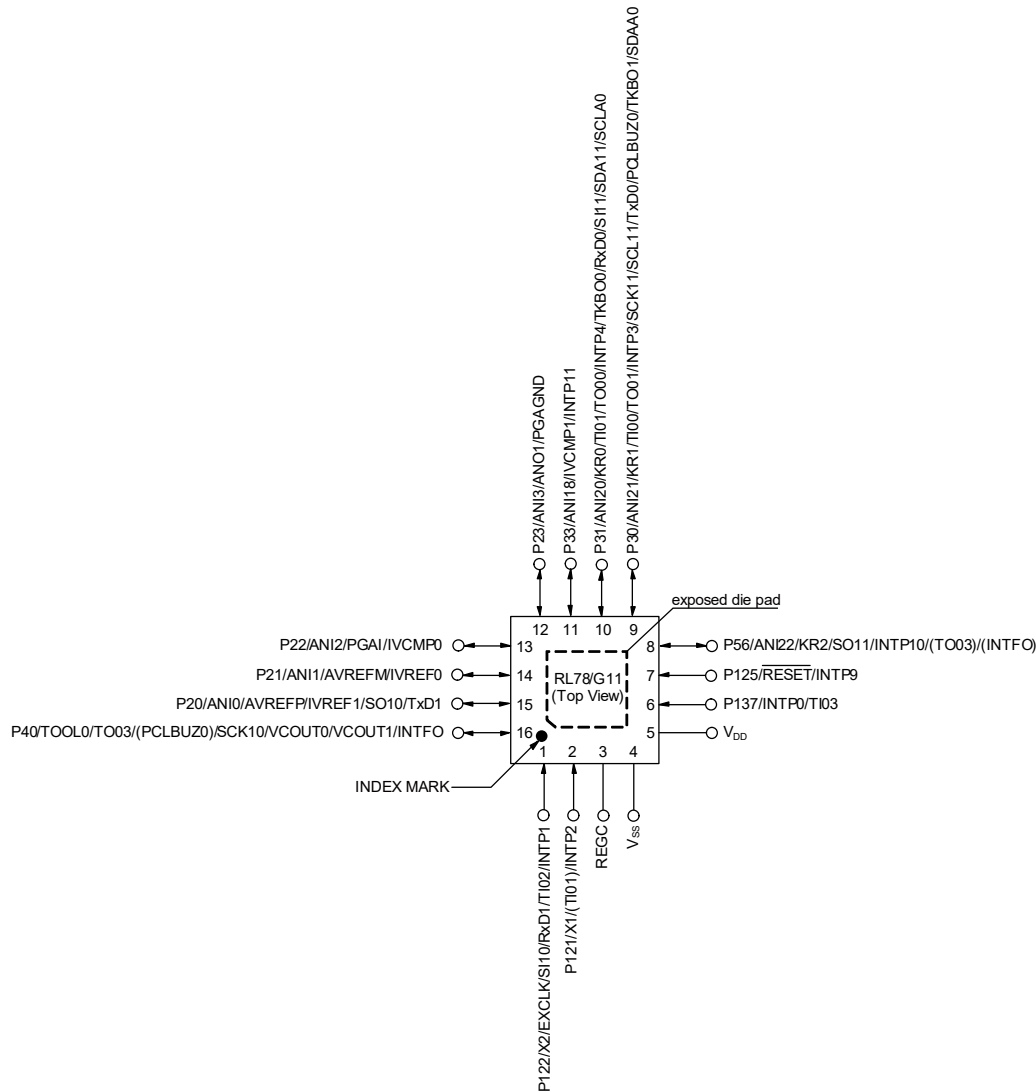 P23/ANI3/ANO1/PGAGND
P33/ANI18/IVCMP1/INTP11
P31/ANI20/KR0/TI01/TO00/INTP4/TKBO0/RxD0/SI11/SDA11/SCLA0
P30/ANI21/KR1/TI00/TO01/INTP3/SCK11/SCL11/TxD0/PCLBUZ0/TKBO1/SDAA0
exposed die pad
12 11 10 9
P22/ANI2/PGAI/IVCMP0 13
8 P56/ANI22/KR2/SO11/INTP10/(TO03)/(INTFO)
P21/ANI1/AVREFM/IVREF0 14
7 P125/RESET/INTP9
P20/ANI0/AVREFP/IVREF1/SO10/TxD1 15
6 P137/INTP0/TI03
P40/TOOL0/TO03/(PCLBUZ0)/SCK10/VCOUT0/VCOUT1/INTFO 16
5 VDD
RL78/G11
(Top View)
1 2 3 4
INDEX MARK
P122/X2/EXCLK/SI10/RxD1/TI02/INTP1
P121/X1/(TI01)/INTP2
REGC
VSS